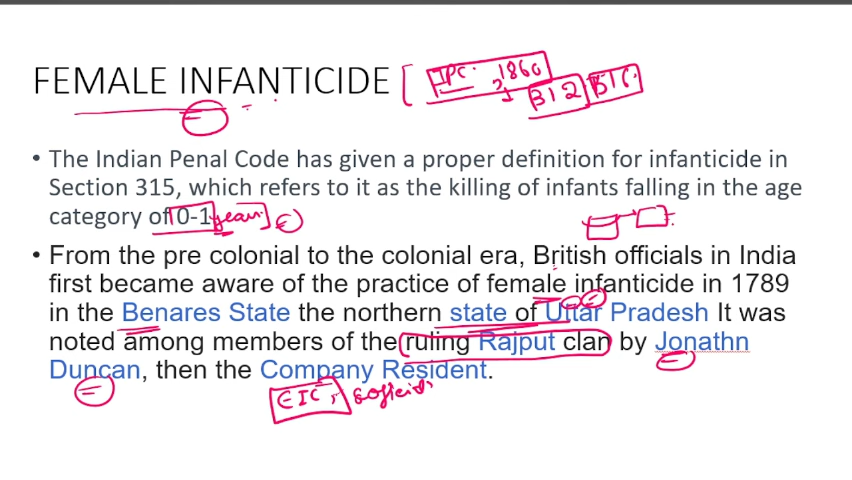 FEMALE INFANTICIDE [ IPC. 1860
312 316
• The Indian Penal Code has given a proper definition for infanticide in
Section 315, which refers to it as the killing of infants falling in the age
category of 0-1 year.
• From the pre colonial to the colonial era, British officials in India
first became aware of the practice of female infanticide in 1789
in the Benares State the northern state of Uttar Pradesh It was
noted among members of the ruling Rajput clan by Jonathn
Duncan, then the Company Resident.
EIC,